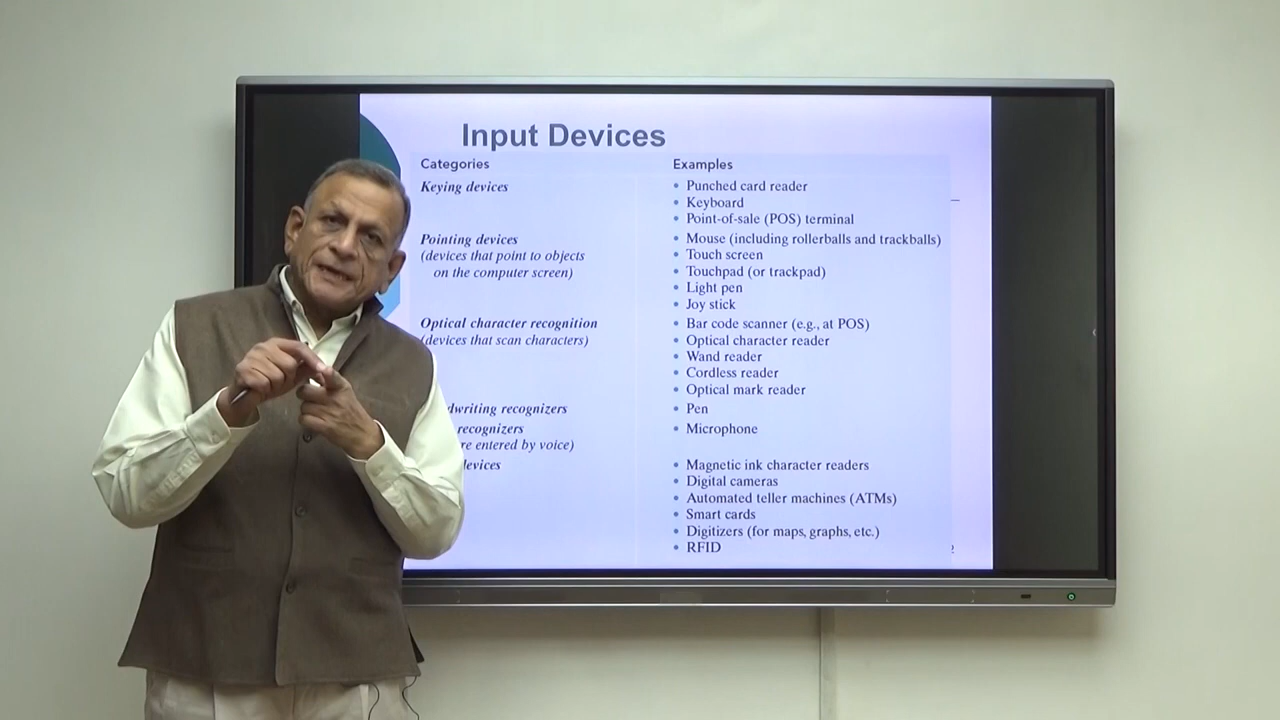 Input Devices
Categories Examples
Keying devices
• Punched card reader
• Keyboard
• Point-of-sale (POS) terminal
Pointing devices
(devices that point to objects
on the computer screen)
• Mouse (including rollerballs and trackballs)
• Touch screen
• Touchpad (or trackpad)
• Light pen
• Joy stick
Optical character recognition
(devices that scan characters)
• Bar code scanner (e.g., at POS)
• Optical character reader
• Wand reader
• Cordless reader
• Optical mark reader
recognizers
• Pen
recognizers
entered by voice)
• Microphone
• Magnetic ink character readers
• Digital cameras
• Automated teller machines (ATMs)
• Smart cards
• Digitizers (for maps, graphs, etc.)
• RFID